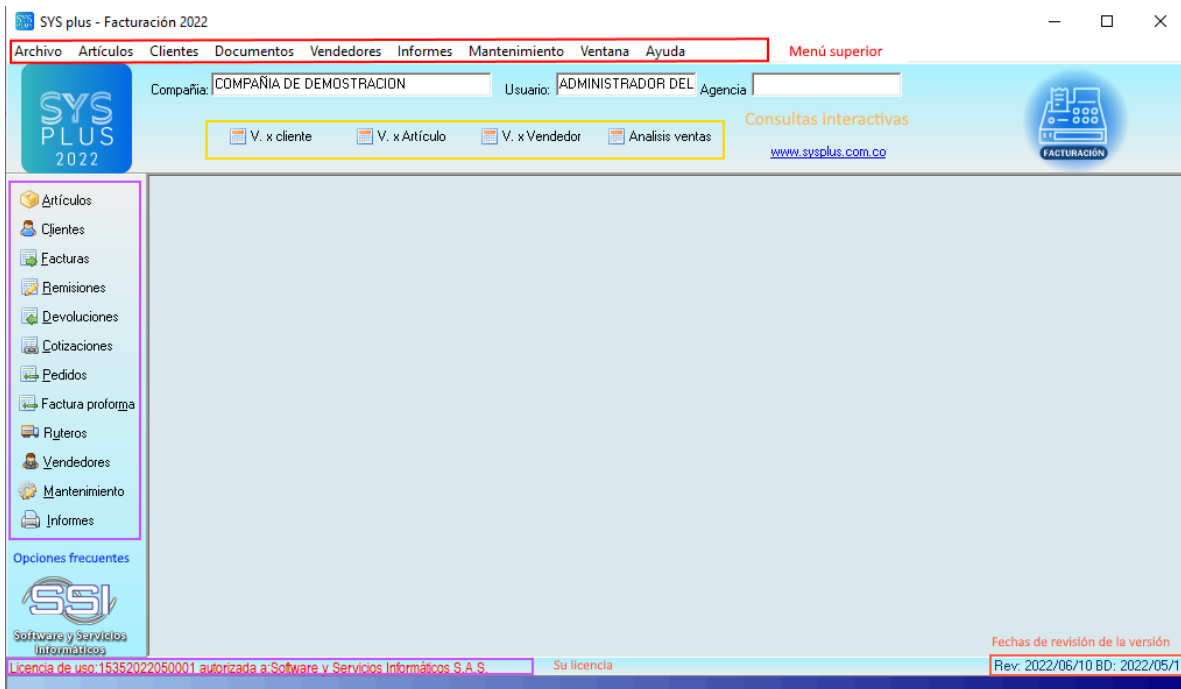 SYS plus - Facturación 2022
Archivo Artículos Clientes Documentos Vendedores Informes Mantenimiento Ventana Ayuda Menú superior
SYS
PLUS
2022
Compañia: COMPAÑIA DE DEMOSTRACION Usuario: ADMINISTRADOR DEL Agencia
V. x cliente V. x Artículo V. x Vendedor Analisis ventas
Consultas interactivas
www.sysplus.com.co
FACTURACIÓN
Artículos
Clientes
Facturas
Remisiones
Devoluciones
Cotizaciones
Pedidos
Factura proforma
Ruteros
Vendedores
Mantenimiento
Informes
Opciones frecuentes
SSI
Software y Servicios
Informáticos
Fechas de revisión de la versión
Licencia de uso:15352022050001 autorizada a:Software y Servicios Informáticos S.A.S. Su licencia Rev: 2022/06/10 BD: 2022/05/1